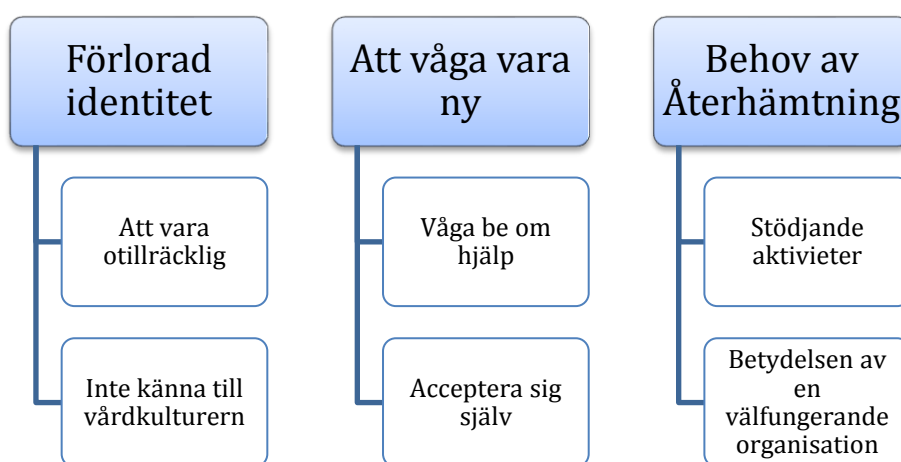 Förlorad
identitet
Att vara
otillräcklig
Inte känna till
vårdkulturern
Att våga vara
ny
Våga be om
hjälp
Acceptera sig
själv
Behov av
Återhämtning
Stödjande
aktivieter
Betydelsen av
en
välfungerande
organisation